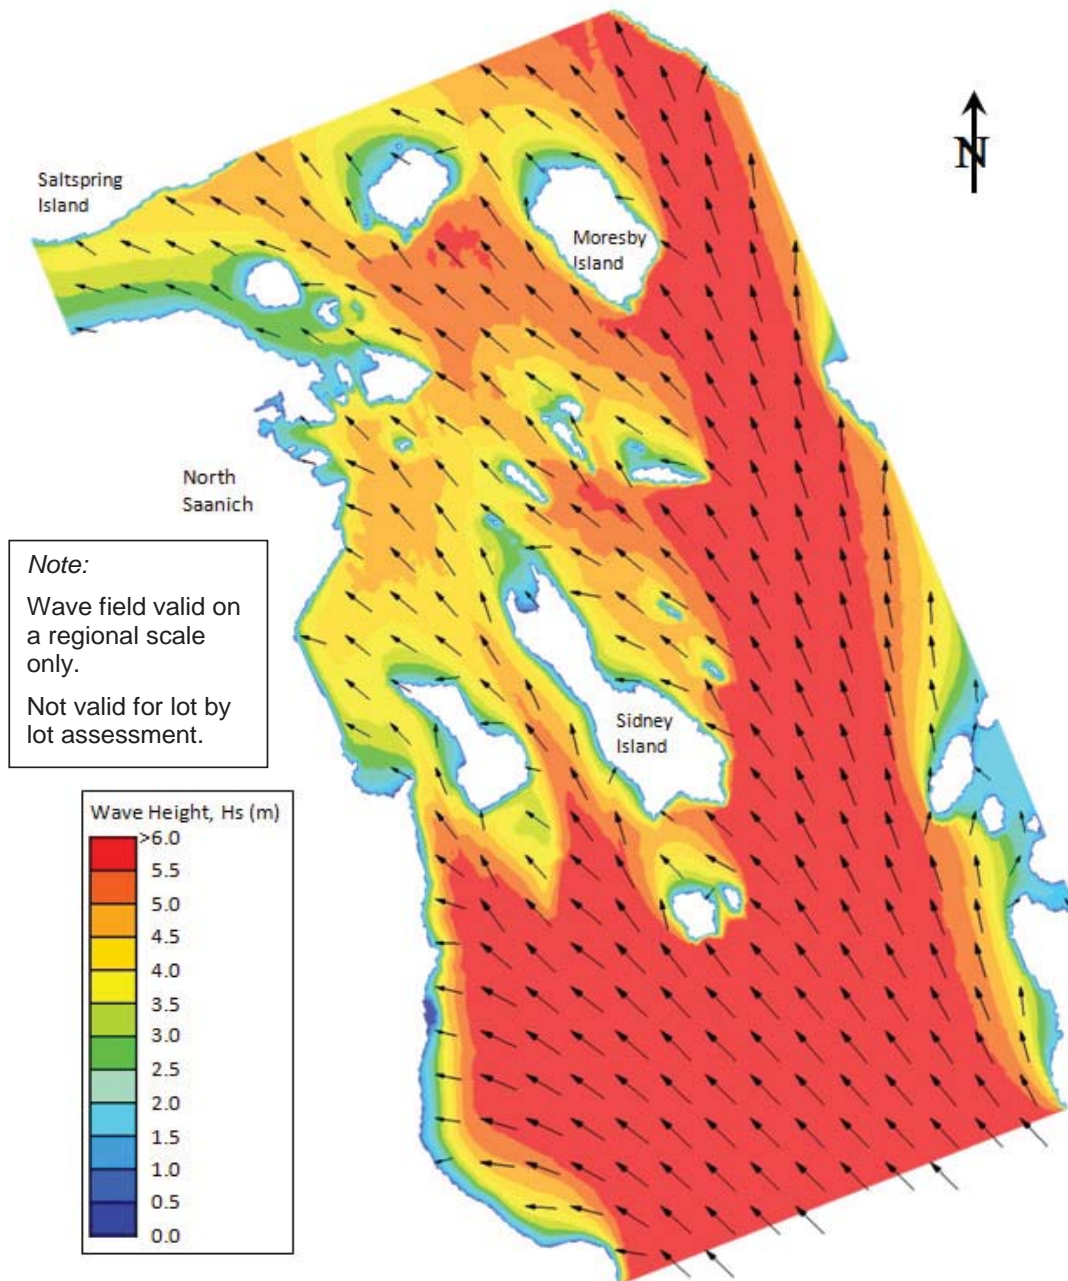 N
Saltspring
Island
Moresby
Island
North
Saanich
Note:
Wave field valid on
a regional scale
only.
Not valid for lot by
lot assessment.
Sidney
Island
Wave Height, Hs (m)
>6.0
5.5
5.0
4.5
4.0
3.5
3.0
2.5
2.0
1.5
1.0
0.5
0.0